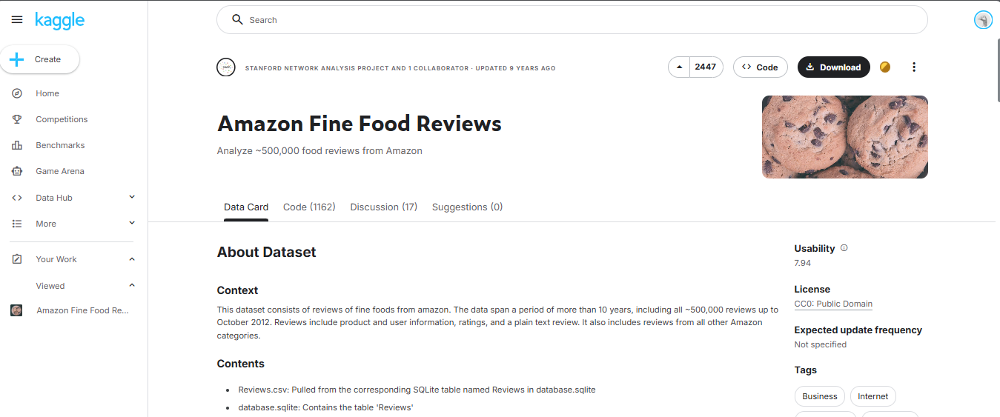 kaggle
Search
Create
Home
Competitions
Benchmarks
Game Arena
Data Hub
More
Your Work
Viewed
Amazon Fine Food Re...
STANFORD NETWORK ANALYSIS PROJECT AND 1 COLLABORATOR · UPDATED 9 YEARS AGO
2447
Code
Download
Amazon Fine Food Reviews
Analyze ~500,000 food reviews from Amazon
Data Card Code (1162) Discussion (17) Suggestions (0)
About Dataset
Context
This dataset consists of reviews of fine foods from amazon. The data span a period of more than 10 years, including all ~500,000 reviews up to
October 2012. Reviews include product and user information, ratings, and a plain text review. It also includes reviews from all other Amazon
categories.
Contents
• Reviews.csv: Pulled from the corresponding SQLite table named Reviews in database.sqlite
• database.sqlite: Contains the table 'Reviews'
Usability
7.94
License
CC0: Public Domain
Expected update frequency
Not specified
Tags
Business Internet